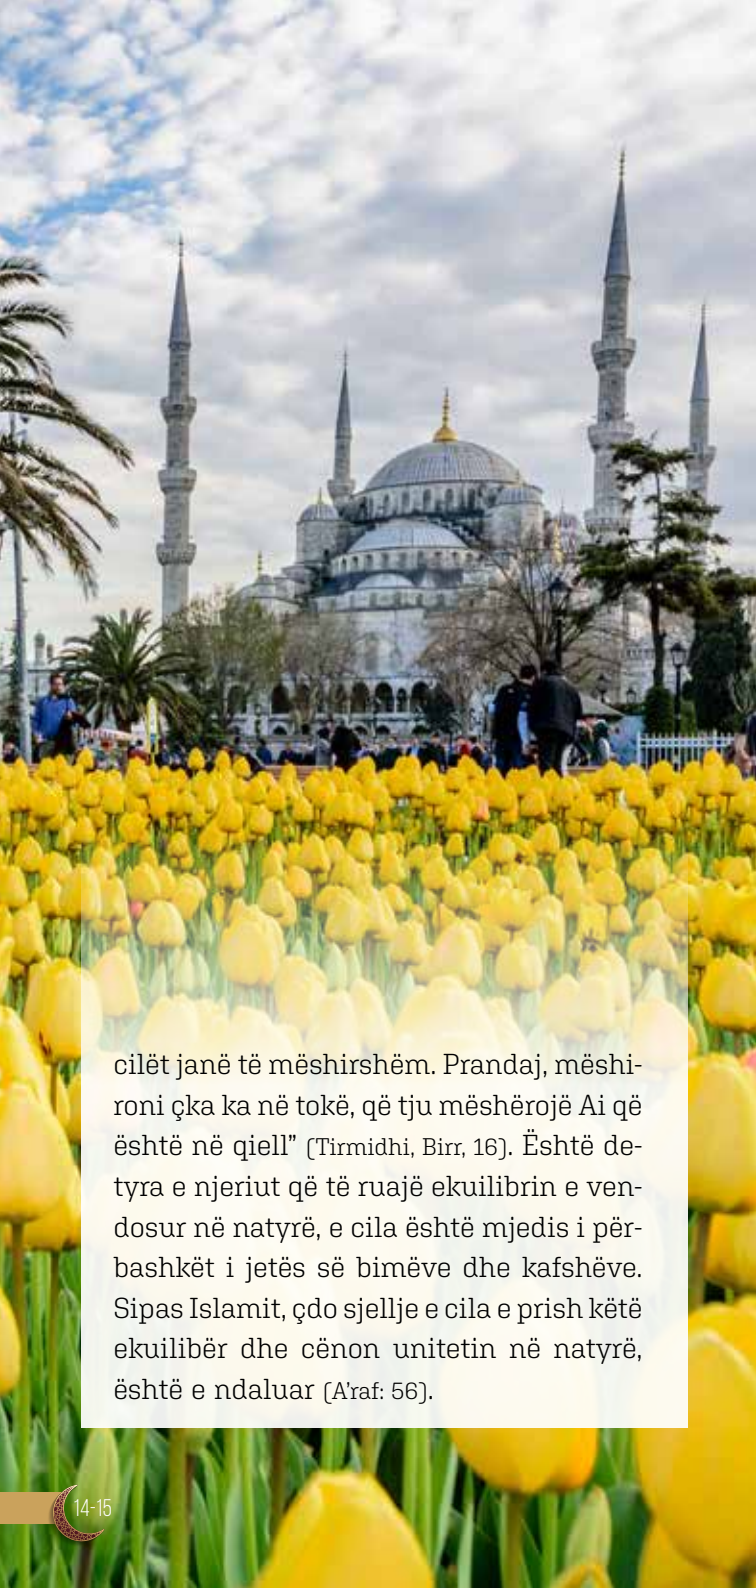 cilët janë të mëshirshëm. Prandaj, mëshi-
roni çka ka në tokë, që tju mëshërojë Ai që
është në qiell” (Tirmidhi, Birr, 16). Është de-
tyra e njeriut që të ruajë ekuilibrin e ven-
dosur në natyrë, e cila është mjedis i për-
bashkët i jetës së bimëve dhe kafshëve.
Sipas Islamit, çdo sjellje e cila e prish këtë
ekuilibër dhe cënon unitetin në natyrë,
është e ndaluar (A’raf: 56).
14-15